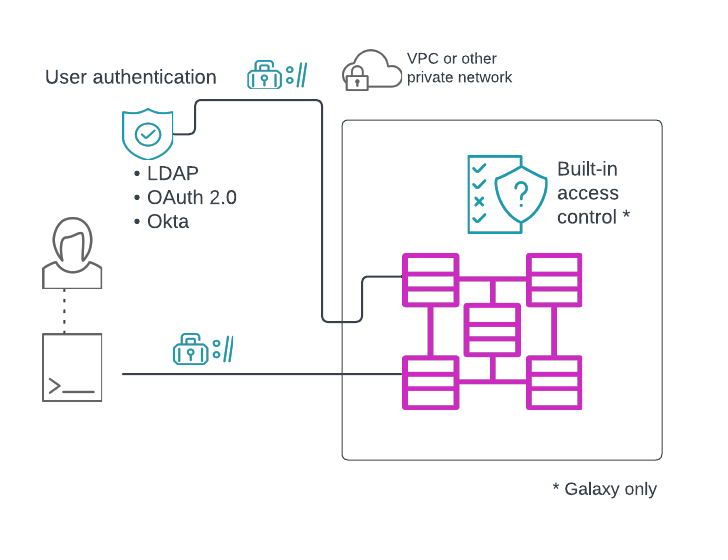 User authentication
://
VPC or other
private network
• LDAP
• OAuth 2.0
• Okta
Built-in
access
control *
://
>_
* Galaxy only